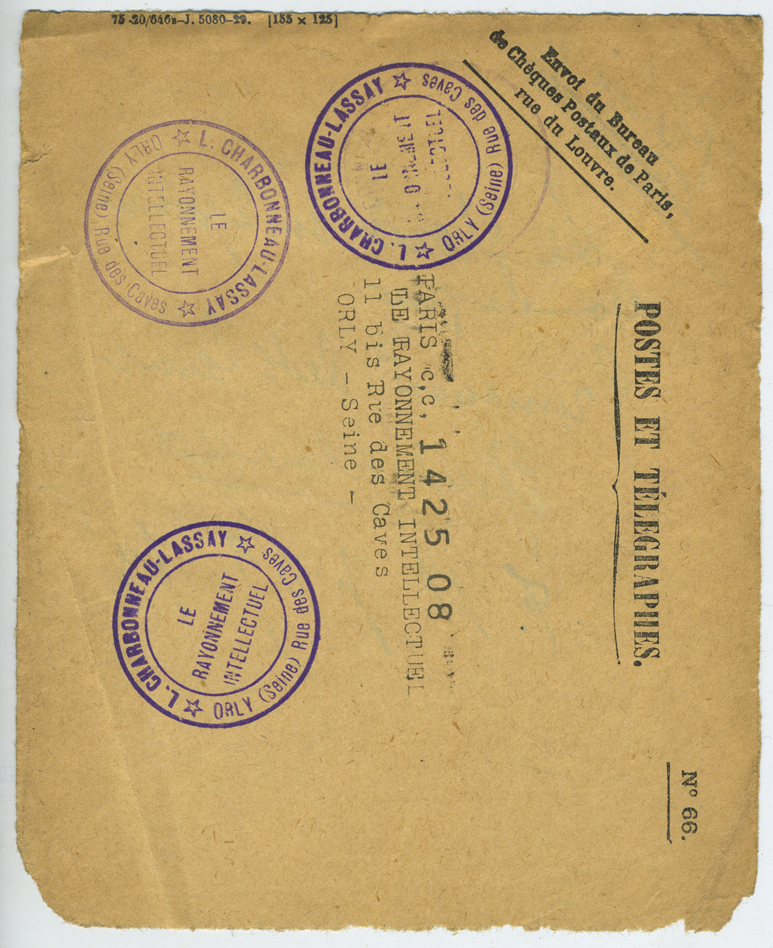 75-20/646B–J. 5080-29. [155 × 125]
Envoi du Bureau
de Chèques Postaux de Paris,
rue du Louvre.
POSTES ET TÉLÉGRAPHES.
N° 66.
PARIS c,c, 142508
LE RAYONNEMENT INTELLECTUEL
11 bis Rue des Caves
ORLY - Seine -
☆ L. CHARBONNEAU-LASSAY ☆ ORLY (Seine) Rue des Caves
LE
☆ L. CHARBONNEAU-LASSAY ☆ ORLY (Seine) Rue des Caves
LE
RAYONNEMENT
INTELLECTUEL
☆ L. CHARBONNEAU-LASSAY ☆ ORLY (Seine) Rue des Caves
LE
RAYONNEMENT
INTELLECTUEL